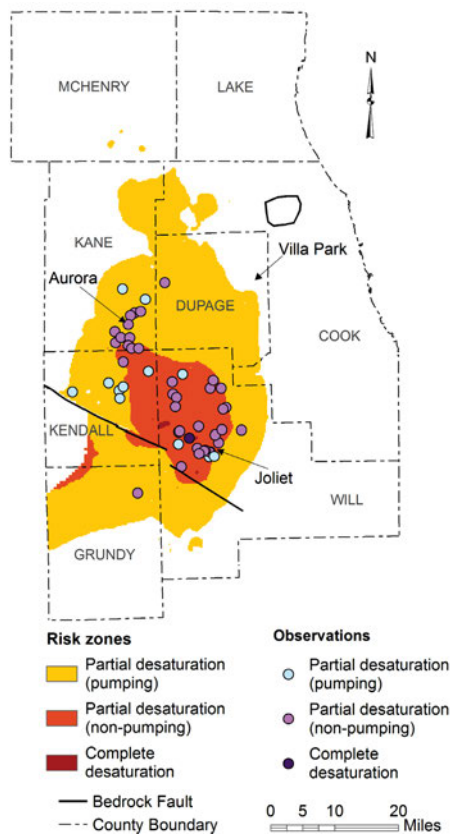 MCHENRY
LAKE
N
KANE
Villa Park
Aurora
DUPAGE
COOK
KENDALL
Joliet
WILL
GRUNDY
Risk zones
Partial desaturation
(pumping)
Partial desaturation
(non-pumping)
Complete
desaturation
Bedrock Fault
County Boundary
Observations
Partial desaturation
(pumping)
Partial desaturation
(non-pumping)
Complete
desaturation
0 5 10 20
Miles